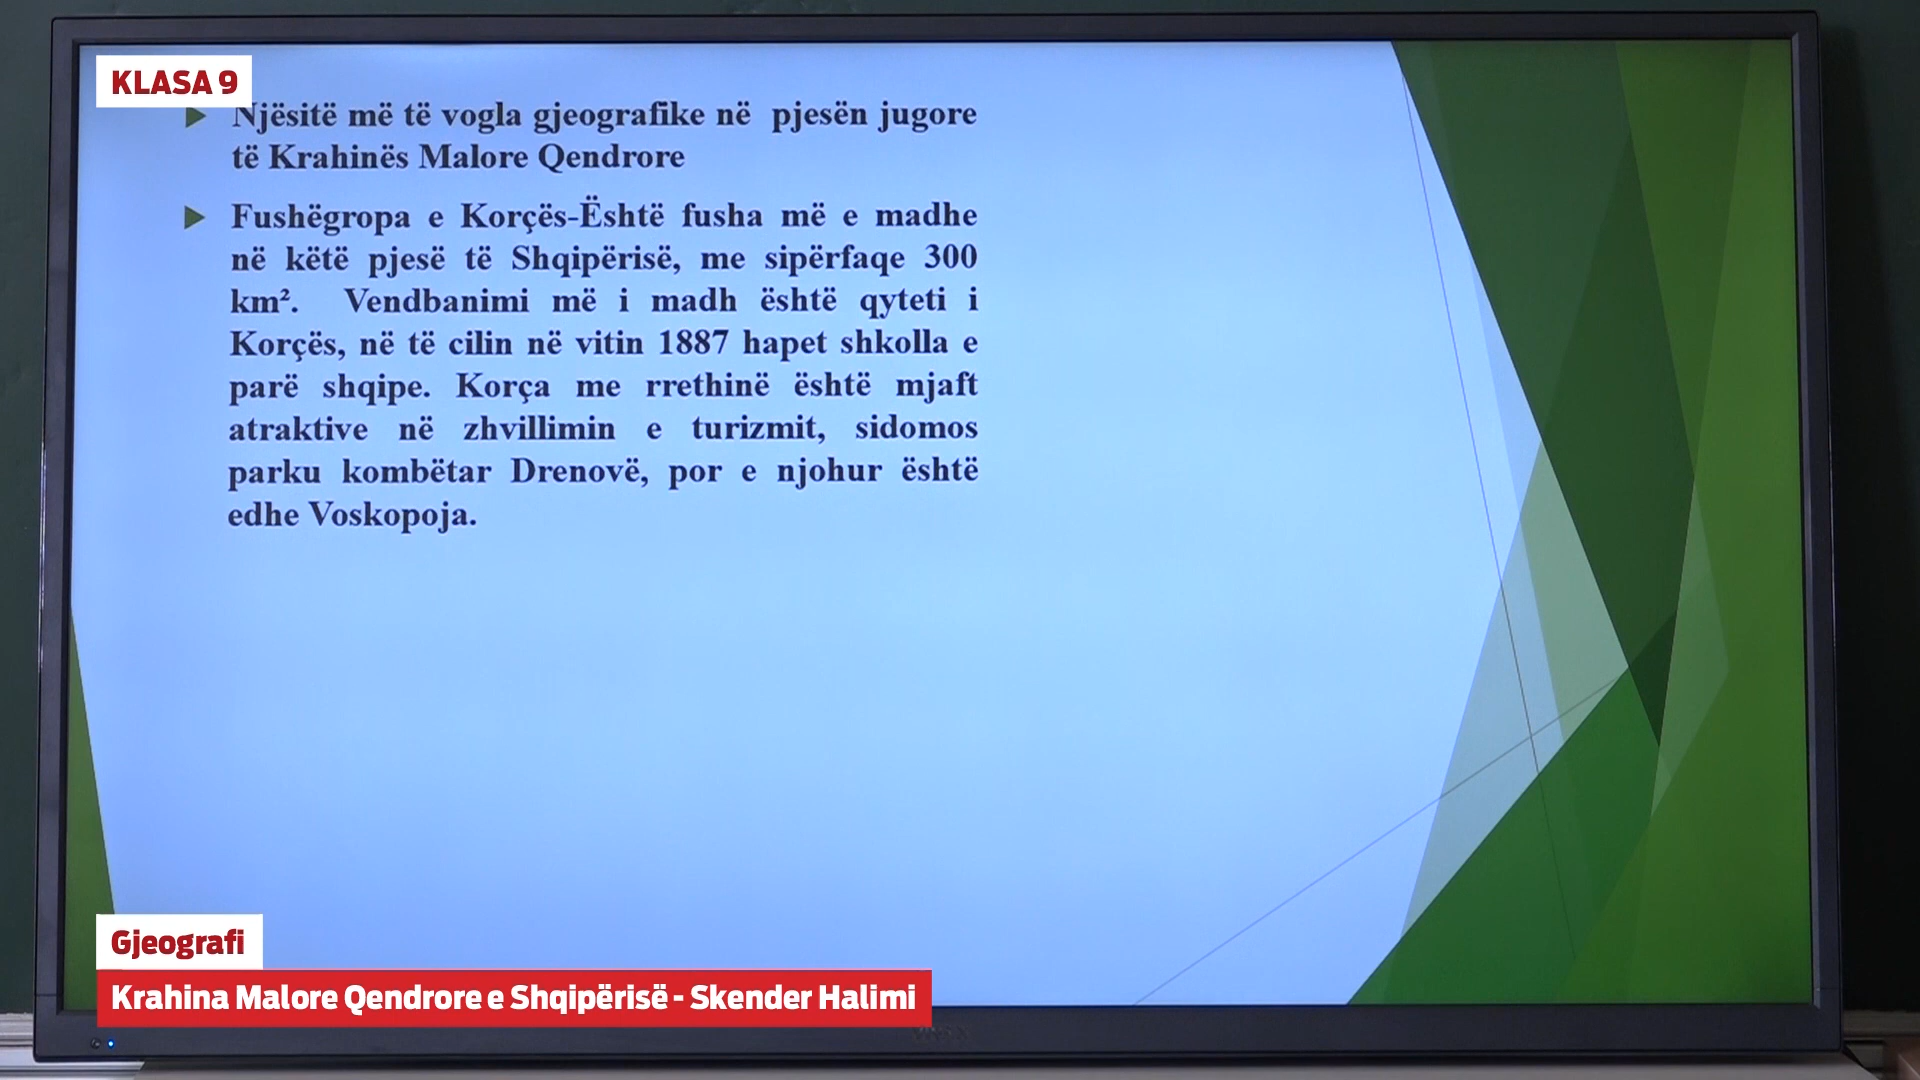 KLASA 9
Njësitë më të vogla gjeografike në pjesën jugore
të Krahinës Malore Qendrore
Fushëgropa e Korçës-Është fusha më e madhe
në këtë pjesë të Shqipërisë, me sipërfaqe 300
km². Vendbanimi më i madh është qyteti i
Korçës, në të cilin në vitin 1887 hapet shkolla e
parë shqipe. Korça me rrethinë është mjaft
atraktive në zhvillimin e turizmit, sidomos
parku kombëtar Drenovë, por e njohur është
edhe Voskopoja.
Gjeografi
Krahina Malore Qendrore e Shqipërisë - Skender Halimi